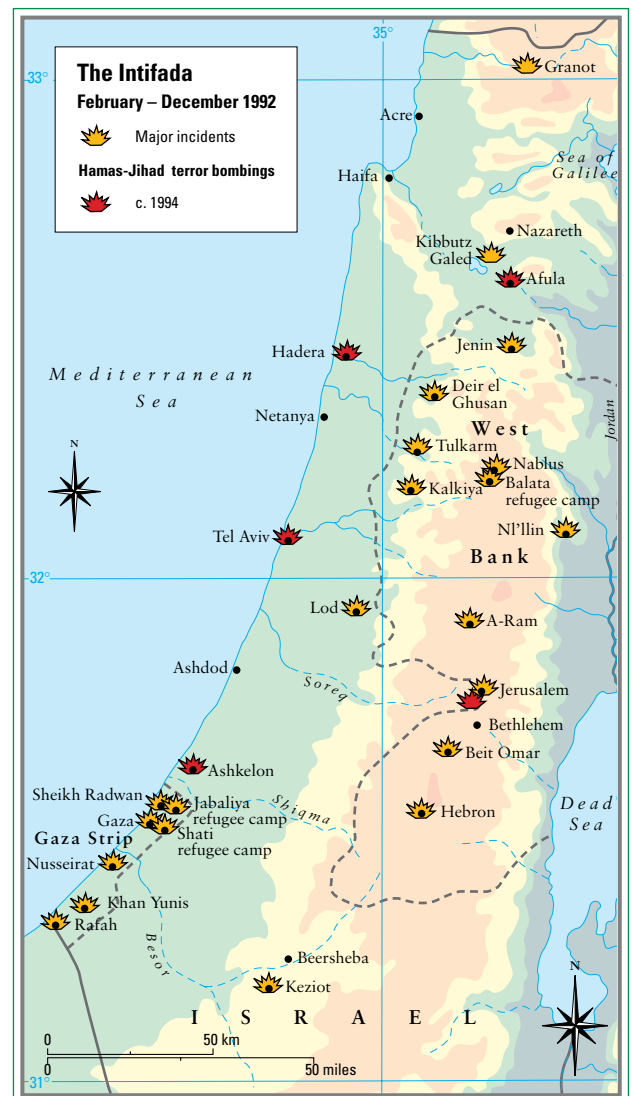 The Intifada
February – December 1992
Major incidents
Hamas-Jihad terror bombings
c. 1994
35°
33°
Granot
Acre
Sea of
Galilee
Haifa
Nazareth
Kibbutz
Galed
Afula
Jenin
Hadera
Mediterranean
Sea
Deir el
Ghusan
Jordan
Netanya
West
Tulkarm
Nablus
Balata
refugee camp
Kalkiya
N
Nl'llin
Tel Aviv
Bank
32°
Lod
A-Ram
Ashdod
Soreq
Jerusalem
Bethlehem
Beit Omar
Ashkelon
Sheikh Radwan
Jabaliya
refugee camp
Shiqma
Hebron
Dead
Sea
Gaza
Shati
refugee camp
Gaza Strip
Nusseirat
Khan Yunis
Rafah
Besor
Beersheba
N
Keziot
ISRAEL
0 50 km
0 50 miles
31°